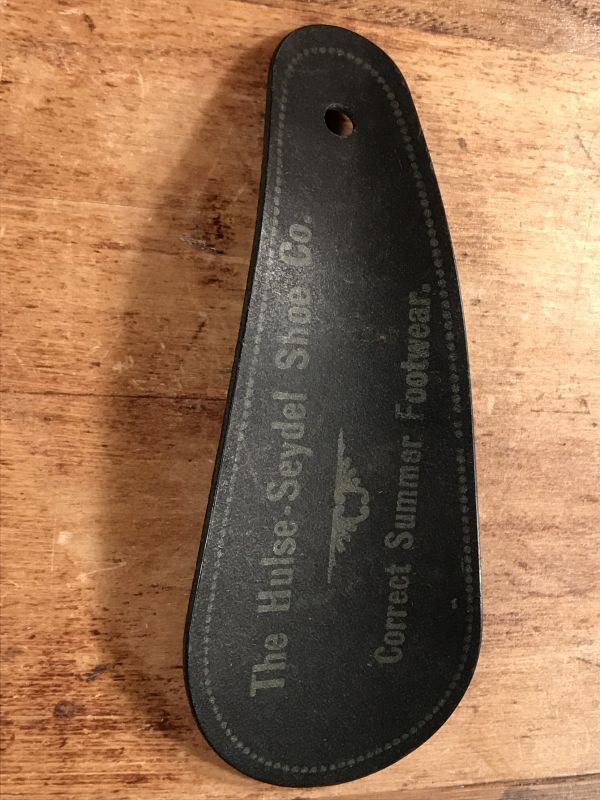 The Hulse-Seydel Shoe Co.
Correct Summer Footwear.